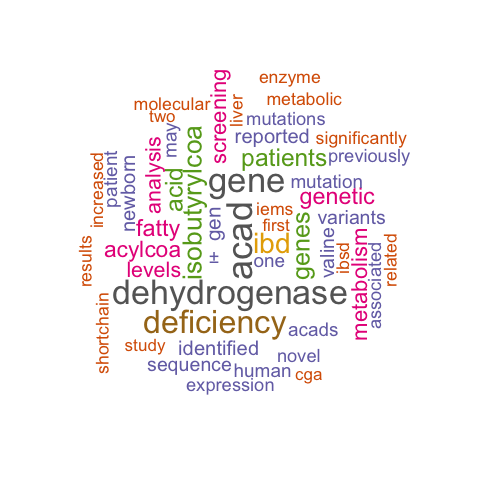 enzyme
metabolic
molecular
two
liver
screening
mutations
may
reported
significantly
patients
previously
isobutyrylcoa
analysis
acid
patient
newborn
increased
gene
mutation
genetic
acad
iems
first
variants
fatty
gen
ibd
genes
valine
ibsd
metabolism
associated
related
acylcoa
levels
one
results
shortchain
dehydrogenase
deficiency
acads
study
identified
novel
sequence
human
cga
expression